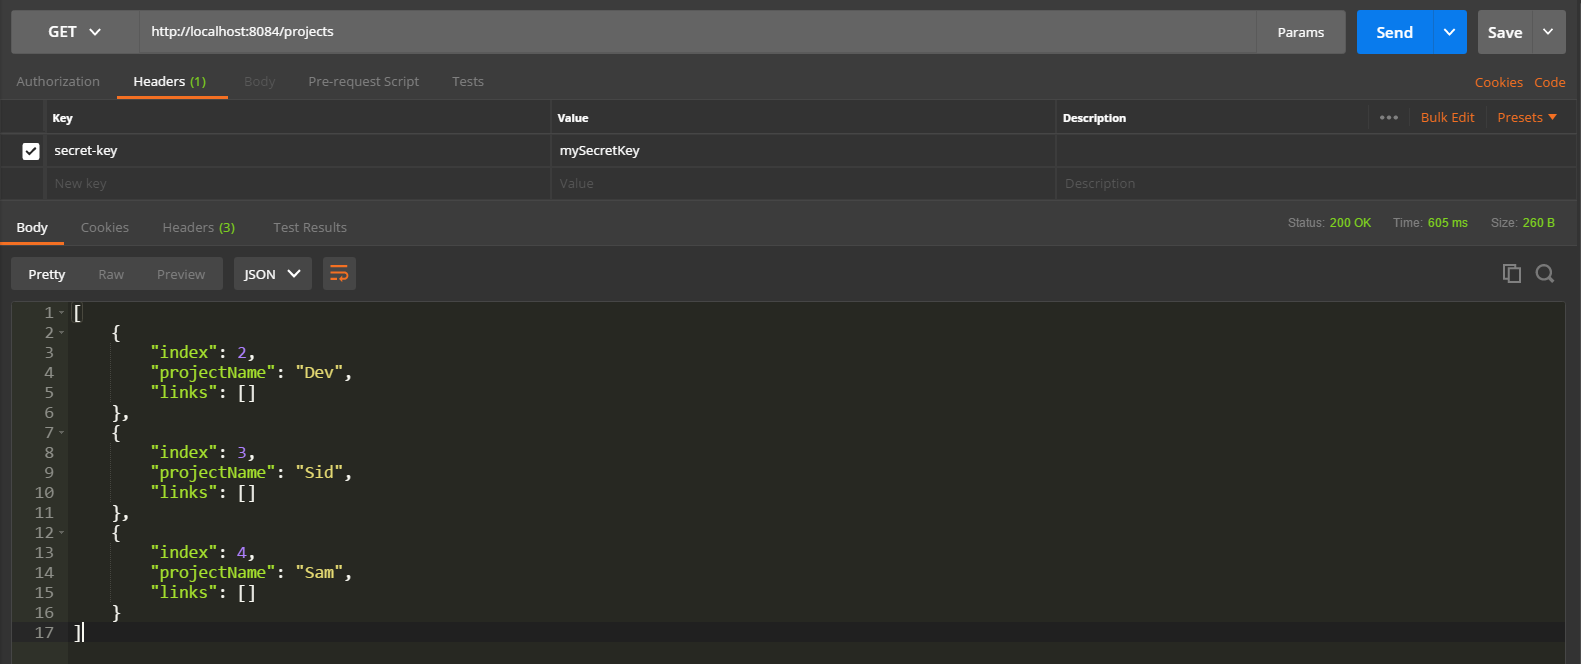 GET http://localhost:8084/projects Params Send Save
Authorization Headers (1) Body Pre-request Script Tests Cookies Code
Key Value Description ••• Bulk Edit Presets
secret-key mySecretKey
New key Value Description
Body Cookies Headers (3) Test Results Status: 200 OK Time: 605 ms Size: 260 B
Pretty Raw Preview JSON
1 [
2 {
3 "index": 2,
4 "projectName": "Dev",
5 "links": []
6 },
7 {
8 "index": 3,
9 "projectName": "Sid",
10 "links": []
11 },
12 {
13 "index": 4,
14 "projectName": "Sam",
15 "links": []
16 }
17 ]